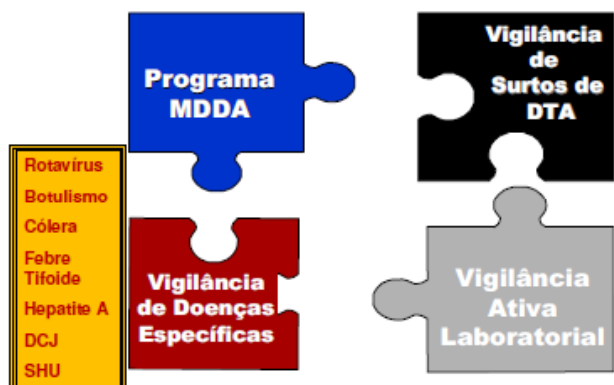 Programa
MDDA
Vigilância
de
Surtos de
DTA
Rotavírus
Botulismo
Cólera
Febre
Tifoide
Hepatite A
DCJ
SHU
Vigilância
de Doenças
Específicas
Vigilância
Ativa
Laboratorial